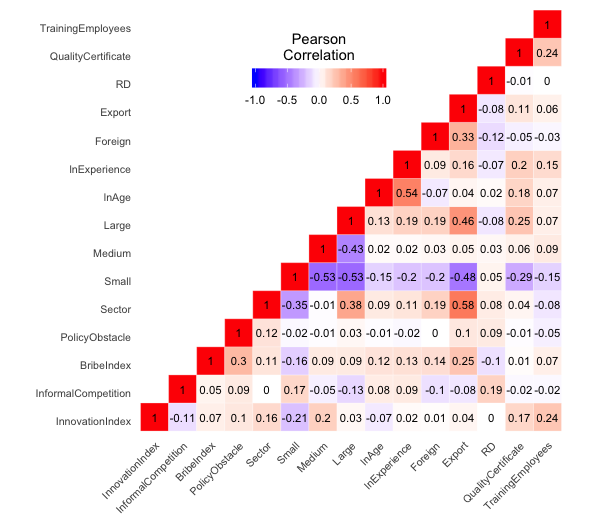 Pearson
Correlation
-1.0 -0.5 0.0 0.5 1.0
TrainingEmployees 1
QualityCertificate 1 0.24
RD 1 -0.01 0
Export 1 -0.08 0.11 0.06
Foreign 1 0.33 -0.12 -0.05 -0.03
lnExperience 1 0.09 0.16 -0.07 0.2 0.15
lnAge 1 0.54 -0.07 0.04 0.02 0.18 0.07
Large 1 0.13 0.19 0.19 0.46 -0.08 0.25 0.07
Medium 1 -0.43 0.02 0.02 0.03 0.05 0.03 0.06 0.09
Small 1 -0.53 -0.53 -0.15 -0.2 -0.2 -0.48 0.05 -0.29 -0.15
Sector 1 -0.35 -0.01 0.38 0.09 0.11 0.19 0.58 0.08 0.04 -0.08
PolicyObstacle 1 0.12 -0.02 -0.01 0.03 -0.01 -0.02 0 0.1 0.09 -0.01 -0.05
BribeIndex 1 0.3 0.11 -0.16 0.09 0.09 0.12 0.13 0.14 0.25 -0.1 0.01 0.07
InformalCompetition 1 0.05 0.09 0 0.17 -0.05 -0.13 0.08 0.09 -0.1 -0.08 0.19 -0.02 -0.02
InnovationIndex 1 -0.11 0.07 0.1 0.16 -0.21 0.2 0.03 -0.07 0.02 0.01 0.04 0 0.17 0.24
InnovationIndex
InformalCompetition
BribeIndex
PolicyObstacle
Sector
Small
Medium
Large
lnAge
lnExperience
Foreign
Export
RD
QualityCertificate
TrainingEmployees